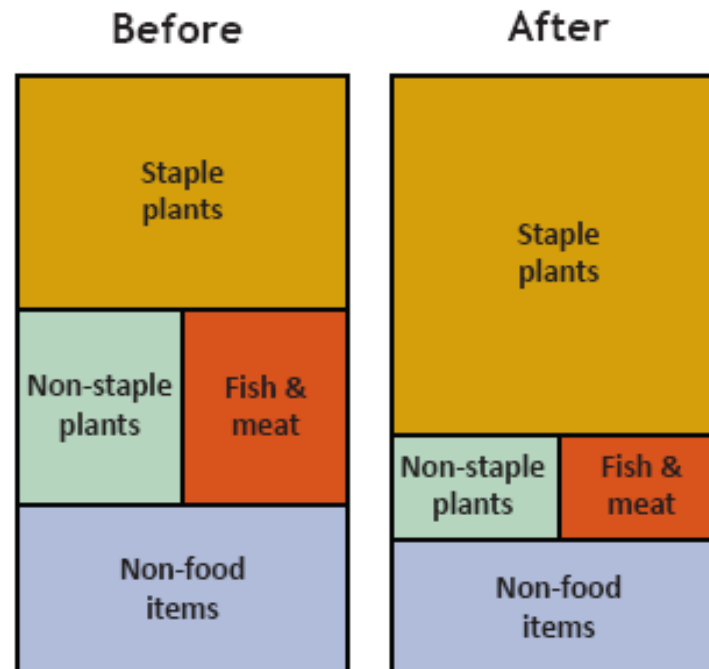 Before
After
Staple
plants
Non-staple
plants
Fish &
meat
Non-food
items
Staple
plants
Non-staple
plants
Fish &
meat
Non-food
items